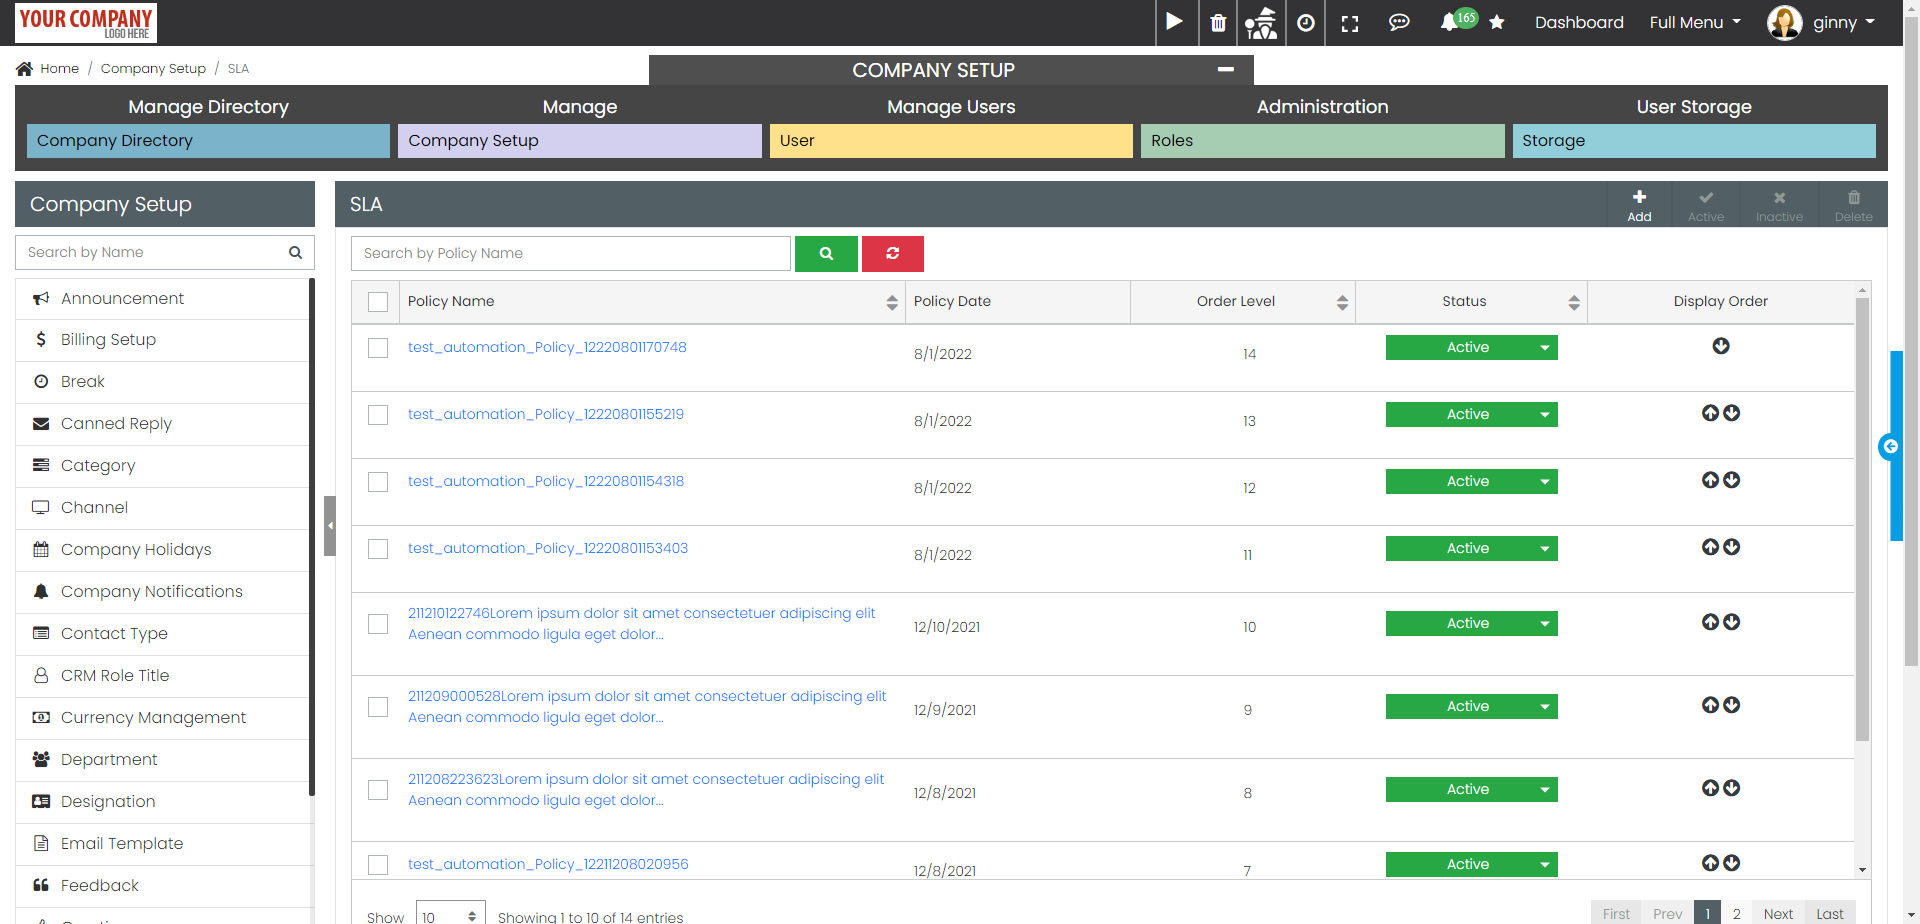 YOUR COMPANY
LOGO HERE
165
Dashboard
Full Menu
ginny
Home / Company Setup / SLA
COMPANY SETUP
Manage Directory
Manage
Manage Users
Administration
User Storage
Company Directory
Company Setup
User
Roles
Storage
Company Setup
Search by Name
Announcement
Billing Setup
Break
Canned Reply
Category
Channel
Company Holidays
Company Notifications
Contact Type
CRM Role Title
Currency Management
Department
Designation
Email Template
Feedback
SLA
Add
Active
Inactive
Delete
Search by Policy Name
Policy Name
Policy Date
Order Level
Status
Display Order
test_automation_Policy_12220801170748
8/1/2022
14
Active
test_automation_Policy_12220801155219
8/1/2022
13
Active
test_automation_Policy_12220801154318
8/1/2022
12
Active
test_automation_Policy_12220801153403
8/1/2022
11
Active
211210122746Lorem ipsum dolor sit amet consectetuer adipiscing elit
Aenean commodo ligula eget dolor...
12/10/2021
10
Active
211209000528Lorem ipsum dolor sit amet consectetuer adipiscing elit
Aenean commodo ligula eget dolor...
12/9/2021
9
Active
211208223623Lorem ipsum dolor sit amet consectetuer adipiscing elit
Aenean commodo ligula eget dolor...
12/8/2021
8
Active
test_automation_Policy_12211208020956
12/8/2021
7
Active
Show 10 Showing 1 to 10 of 14 entries
First Prev 1 2 Next Last